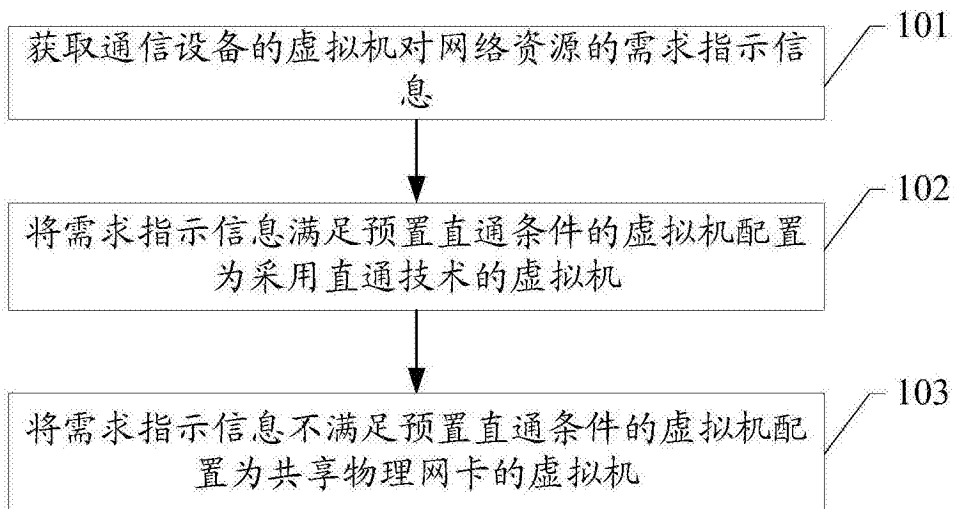 获取通信设备的虚拟机对网络资源的需求指示信
息
101
将需求指示信息满足预置直通条件的虚拟机配置
为采用直通技术的虚拟机
102
将需求指示信息不满足预置直通条件的虚拟机配
置为共享物理网卡的虚拟机
103